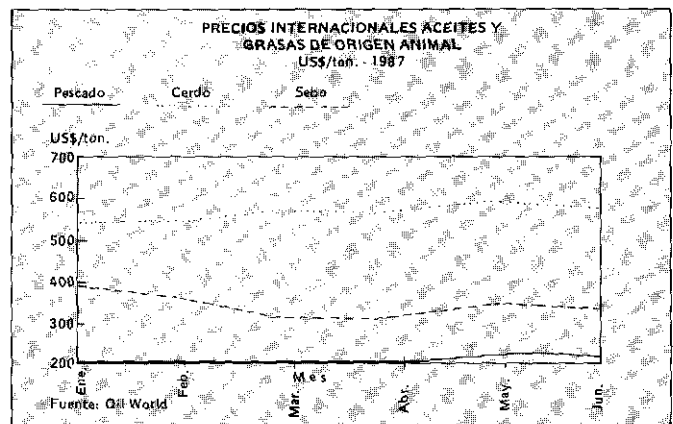 PRECIOS INTERNACIONALES ACEITES Y
GRASAS DE ORIGEN ANIMAL
US$/ton. - 1987
Pescado Cerdo Sebo
US$/ton.
700
600
500
400
300
200
Ene. Feb. Mar. Abr. May. Jun.
Mes
Fuente: Oil World